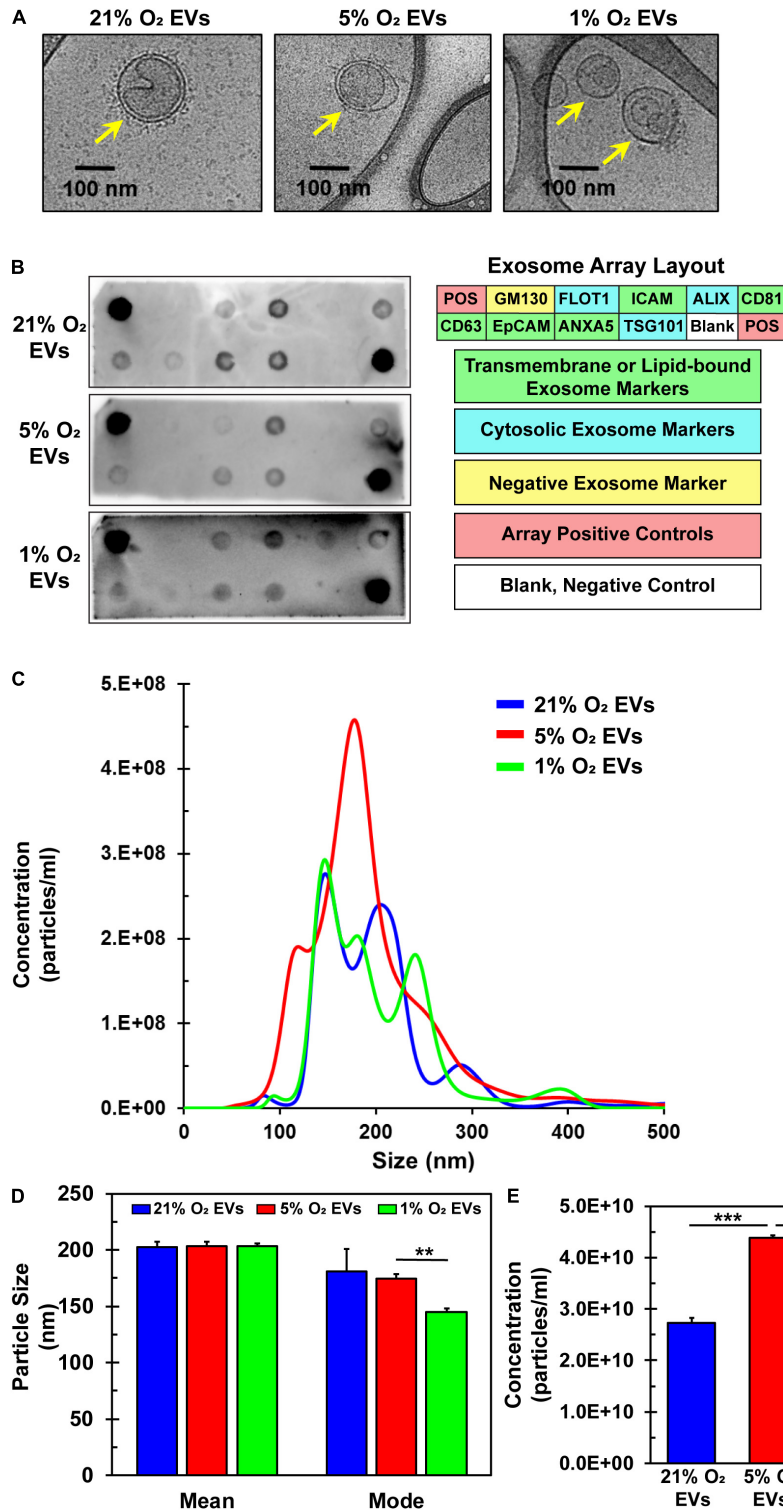 A
21% O₂ EVs
5% O₂ EVs
1% O₂ EVs
100 nm
100 nm
100 nm
B
21% O₂
EVs
5% O₂
EVs
1% O₂
EVs
Exosome Array Layout
POS GM130 FLOT1 ICAM ALIX CD81
CD63 EpCAM ANXA5 TSG101 Blank POS
Transmembrane or Lipid-bound
Exosome Markers
Cytosolic Exosome Markers
Negative Exosome Marker
Array Positive Controls
Blank, Negative Control
C
5.E+08
4.E+08
3.E+08
2.E+08
1.E+08
0.E+00
Concentration
(particles/ml)
21% O₂ EVs
5% O₂ EVs
1% O₂ EVs
0 100 200 300 400 500
Size (nm)
D
250
200
150
100
50
0
Particle Size
(nm)
21% O₂ EVs 5% O₂ EVs 1% O₂ EVs
**
Mean Mode
E
5.0E+10
4.0E+10
3.0E+10
2.0E+10
1.0E+10
0.0E+00
Concentration
(particles/ml)
***
21% O₂
EVs
5% O
EVs